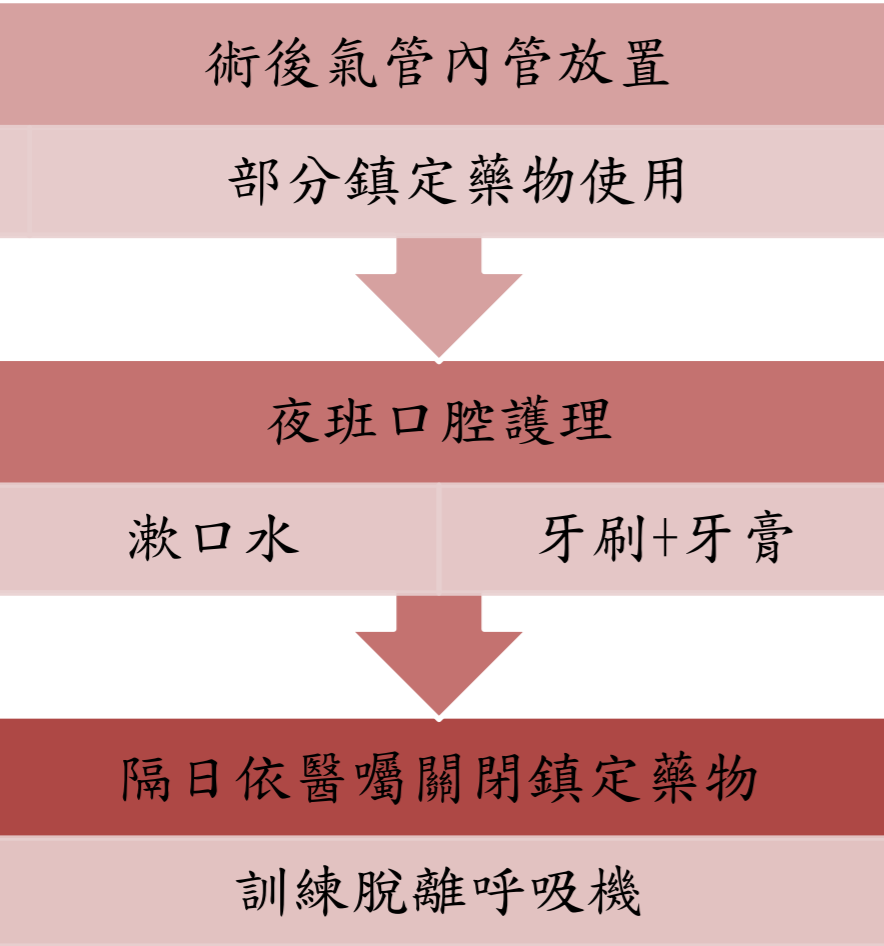 術後氣管內管放置
部分鎮定藥物使用
夜班口腔護理
漱口水 牙刷+牙膏
隔日依醫囑關閉鎮定藥物
訓練脫離呼吸機